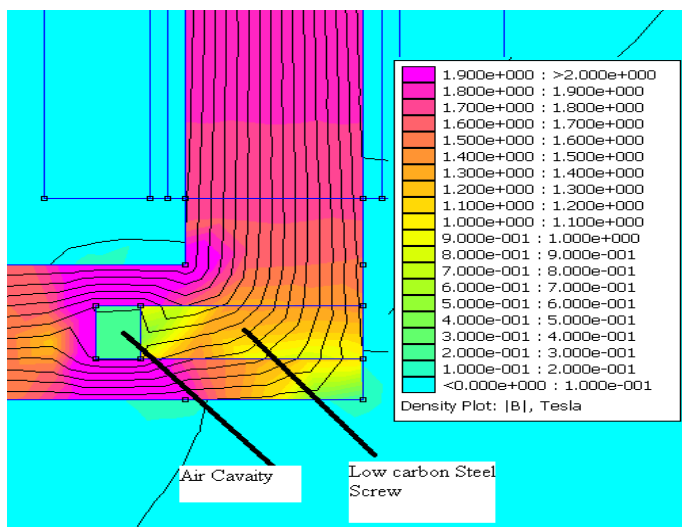 1.900e+000 : >2.000e+000
1.800e+000 : 1.900e+000
1.700e+000 : 1.800e+000
1.600e+000 : 1.700e+000
1.500e+000 : 1.600e+000
1.400e+000 : 1.500e+000
1.300e+000 : 1.400e+000
1.200e+000 : 1.300e+000
1.100e+000 : 1.200e+000
1.000e+000 : 1.100e+000
9.000e-001 : 1.000e+000
8.000e-001 : 9.000e-001
7.000e-001 : 8.000e-001
6.000e-001 : 7.000e-001
5.000e-001 : 6.000e-001
4.000e-001 : 5.000e-001
3.000e-001 : 4.000e-001
2.000e-001 : 3.000e-001
1.000e-001 : 2.000e-001
<0.000e+000 : 1.000e-001
Density Plot: |B|, Tesla
Air Cavaity
Low carbon Steel
Screw